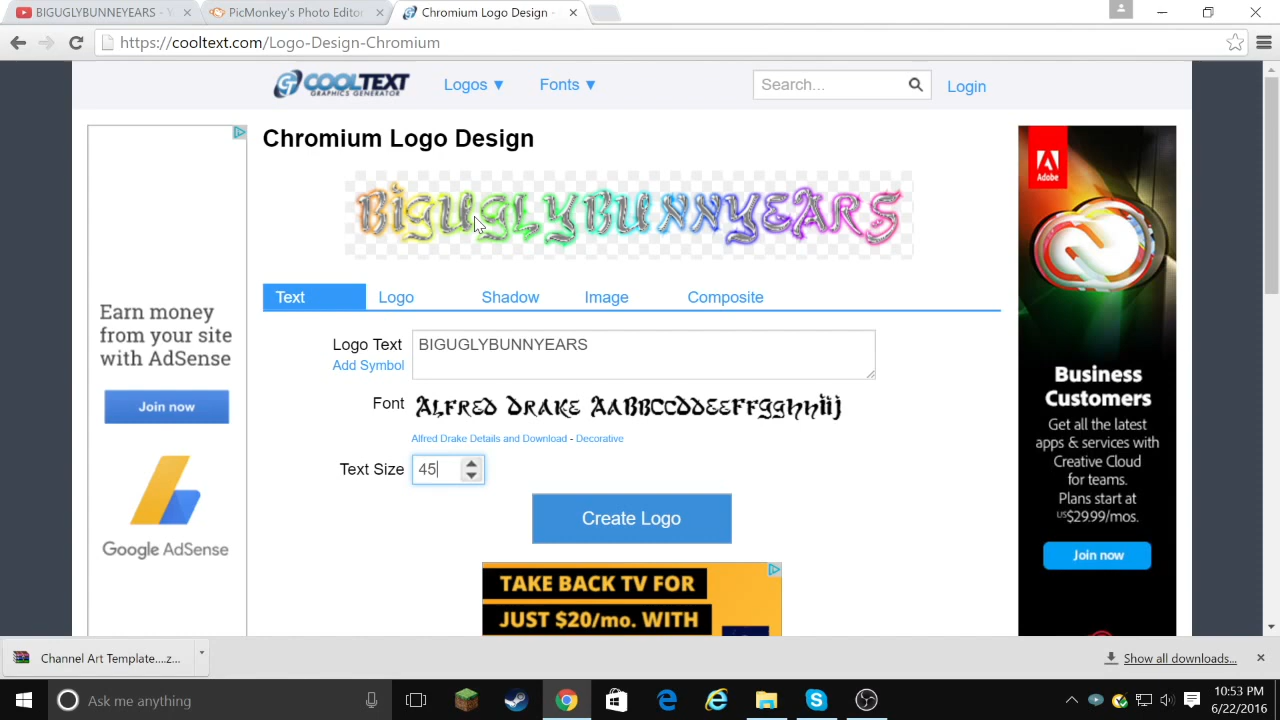 BIGUGLYBUNNYEARS - Y
PicMonkey's Photo Editor
Chrome Logo Design -
https://cooltext.com/Logo-Design-Chromium
COOLTEXT
GRAPHICS GENERATOR
Logos ▼
Fonts ▼
Search...
Login
Chromium Logo Design
BIGUGLYBUNNYEARS
Text
Logo
Shadow
Image
Composite
Logo Text
BIGUGLYBUNNYEARS
Add Symbol
Font
ALFRED DRAKE AABBCCDDEEFFGGHHIIJ
Alfred Drake Details and Download - Decorative
Text Size
45
Create Logo
TAKE BACK TV FOR
JUST $20/mo. WITH
Earn money
from your site
with AdSense
Join now
Google AdSense
Adobe
Business
Customers
Get all the latest
apps & services with
Creative Cloud
for teams.
Plans start at
US$29.99/mo.
Join now
Channel Art Template....z...
Show all downloads...
Ask me anything
10:53 PM
6/22/2016